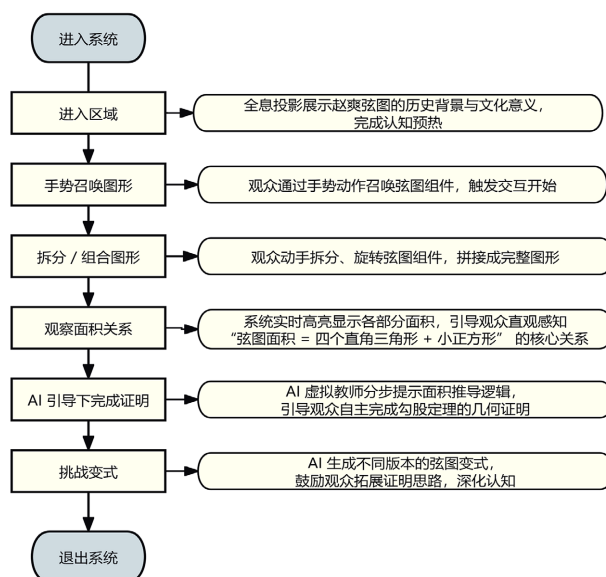 进入系统
进入区域
全息投影展示赵爽弦图的历史背景与文化意义，
完成认知预热
手势召唤图形
观众通过手势动作召唤弦图组件，触发交互开始
拆分 / 组合图形
观众动手拆分、旋转弦图组件，拼接成完整图形
观察面积关系
系统实时高亮显示各部分面积，引导观众直观感知
“弦图面积 = 四个直角三角形 + 小正方形” 的核心关系
AI 引导下完成证明
AI 虚拟教师分步提示面积推导逻辑，
引导观众自主完成勾股定理的几何证明
挑战变式
AI 生成不同版本的弦图变式，
鼓励观众拓展证明思路，深化认知
退出系统